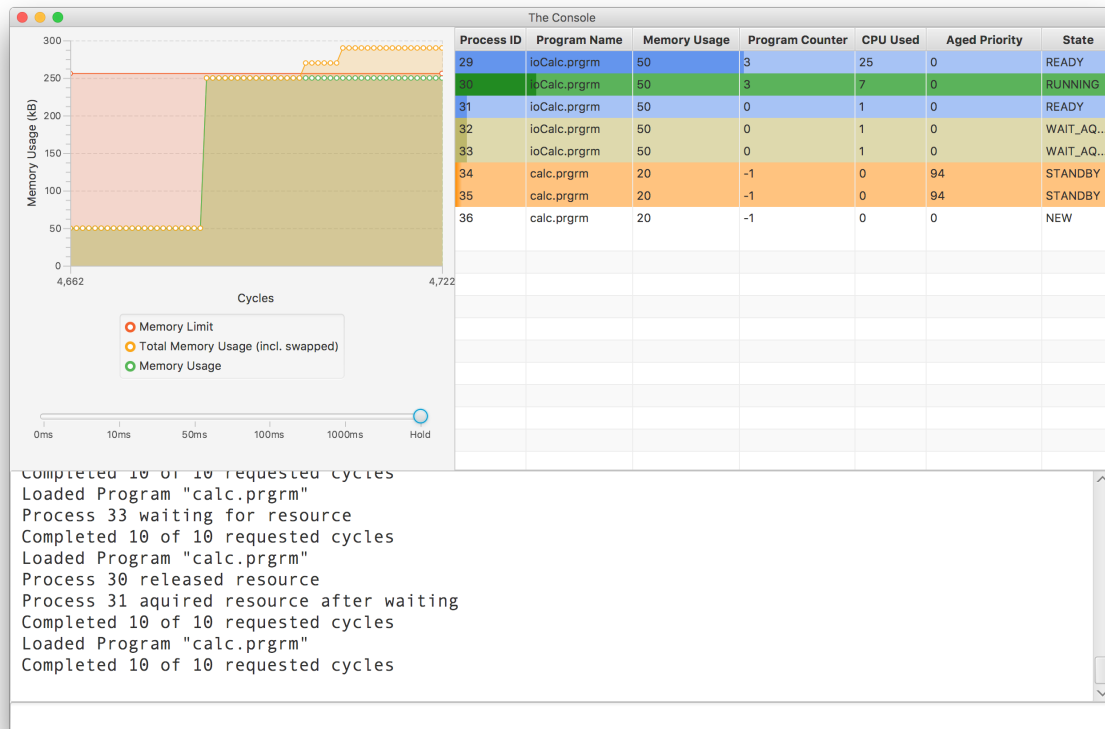 The Console
300
250
200
150
100
50
0
Memory Usage (kB)
4,662 4,722
Cycles
Memory Limit
Total Memory Usage (incl. swapped)
Memory Usage
0ms 10ms 50ms 100ms 1000ms Hold
Process ID Program Name Memory Usage Program Counter CPU Used Aged Priority State
29 ioCalc.prgrm 50 3 25 0 READY
30 ioCalc.prgrm 50 3 7 0 RUNNING
31 ioCalc.prgrm 50 0 1 0 READY
32 ioCalc.prgrm 50 0 1 0 WAIT_AQ...
33 ioCalc.prgrm 50 0 1 0 WAIT_AQ...
34 calc.prgrm 20 -1 0 94 STANDBY
35 calc.prgrm 20 -1 0 94 STANDBY
36 calc.prgrm 20 -1 0 0 NEW
Completed 10 of 10 requested cycles
Loaded Program "calc.prgrm"
Process 33 waiting for resource
Completed 10 of 10 requested cycles
Loaded Program "calc.prgrm"
Process 30 released resource
Process 31 aquired resource after waiting
Completed 10 of 10 requested cycles
Loaded Program "calc.prgrm"
Completed 10 of 10 requested cycles